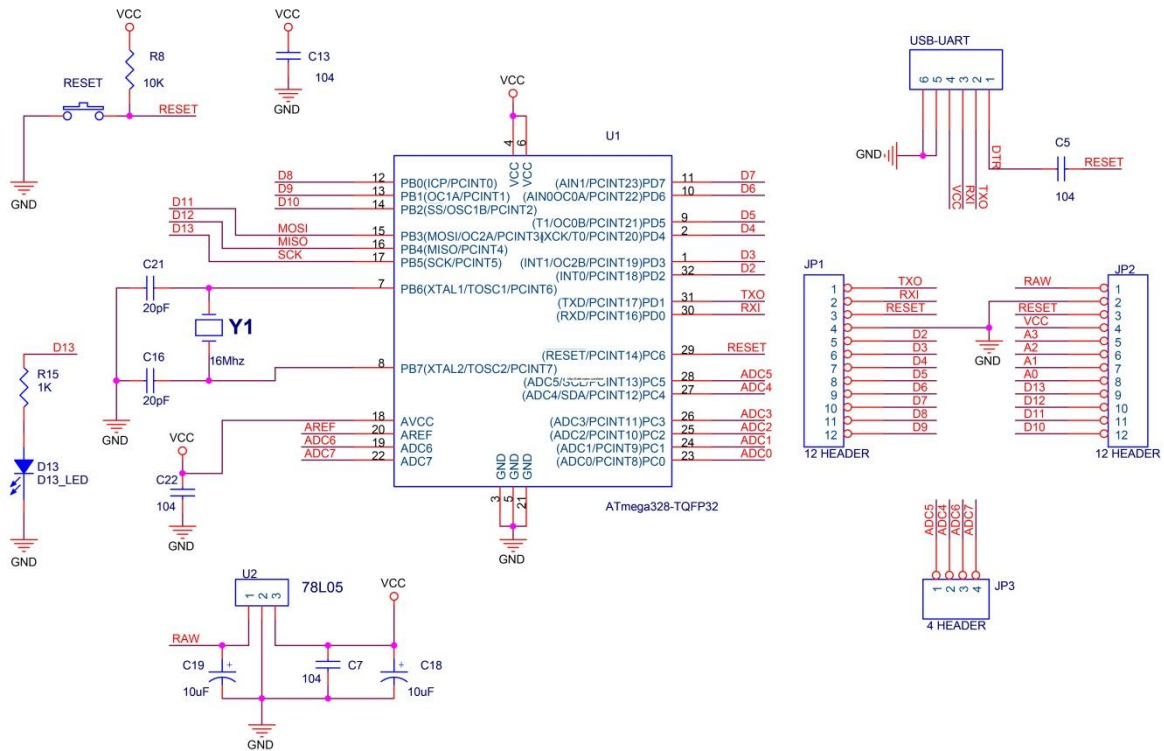 VCC
R8
10K
RESET
RESET
GND
VCC
C13
104
GND
USB-UART
6 5 4 3 2 1
GND
DTR
VCC
RXI
TXO
C5
104
RESET
VCC
U1
4 6
VCC VCC
D8 12 PB0(ICP/PCINT0)
D9 13 PB1(OC1A/PCINT1)
D10 14 PB2(SS/OSC1B/PCINT2)
D11 MOSI 15 PB3(MOSI/OC2A/PCINT3)
D12 MISO 16 PB4(MISO/PCINT4)
D13 SCK 17 PB5(SCK/PCINT5)
7 PB6(XTAL1/TOSC1/PCINT6)
8 PB7(XTAL2/TOSC2/PCINT7)
18 AVCC
AREF 20 AREF
ADC6 19 ADC6
ADC7 22 ADC7
(AIN1/PCINT23)PD7 11 D7
(AIN0OC0A/PCINT22)PD6 10 D6
(T1/OC0B/PCINT21)PD5 9 D5
XCK/T0/PCINT20)PD4 2 D4
(INT1/OC2B/PCINT19)PD3 1 D3
(INT0/PCINT18)PD2 32 D2
(TXD/PCINT17)PD1 31 TXO
(RXD/PCINT16)PD0 30 RXI
(RESET/PCINT14)PC6 29 RESET
(ADC5/SCL/PCINT13)PC5 28 ADC5
(ADC4/SDA/PCINT12)PC4 27 ADC4
(ADC3/PCINT11)PC3 26 ADC3
(ADC2/PCINT10)PC2 25 ADC2
(ADC1/PCINT9)PC1 24 ADC1
(ADC0/PCINT8)PC0 23 ADC0
GND GND GND
3 5 21
GND
ATmega328-TQFP32
C21
20pF
Y1
16Mhz
C16
20pF
GND
D13
R15
1K
D13
D13_LED
GND
VCC
C22
104
GND
JP1
1 TXO
2 RXI
3 RESET
4
5 D2
6 D3
7 D4
8 D5
9 D6
10 D7
11 D8
12 D9
12 HEADER
GND
JP2
RAW 1
2
RESET 3
VCC 4
A3 5
A2 6
A1 7
A0 8
D13 9
D12 10
D11 11
D10 12
12 HEADER
ADC5 ADC4 ADC6 ADC7
1 2 3 4
JP3
4 HEADER
U2
78L05
1 2 3
RAW
VCC
C19
10uF
C7
104
C18
10uF
GND